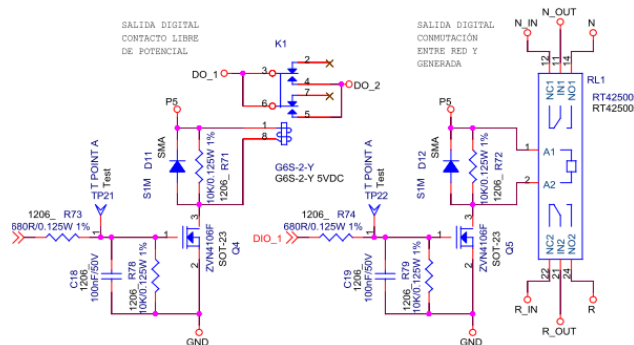 SALIDA DIGITAL
CONTACTO LIBRE
DE POTENCIAL
SALIDA DIGITAL
CONMUTACIÓN
ENTRE RED Y
GENERADA
K1
DO_1
DO_2
3
2
4
6
7
5
P5
D11
SMA
S1M
R71
10K/0.125W 1%
1206_
1
8
G6S-2-Y
G6S-2-Y 5VDC
T POINT A
Test
TP21
1
1206_ R73
680R/0.125W 1%
C18
1206_
100nF/50V
R78
1206_
10K/0.125W 1%
1
3
2
ZVN4106F
SOT-23
Q4
GND
P5
D12
SMA
S1M
R72
10K/0.125W 1%
1206_
T POINT A
Test
TP22
1
DIO_1
1206_ R74
680R/0.125W 1%
C19
1206_
100nF/50V
R79
1206_
10K/0.125W 1%
1
3
2
ZVN4106F
SOT-23
Q5
GND
N_IN
N_OUT
N
12
11
14
NC1
IN1
NO1
RL1
RT42500
RT42500
1
A1
2
A2
NC2
IN2
NO2
22
21
24
R_IN
R_OUT
R